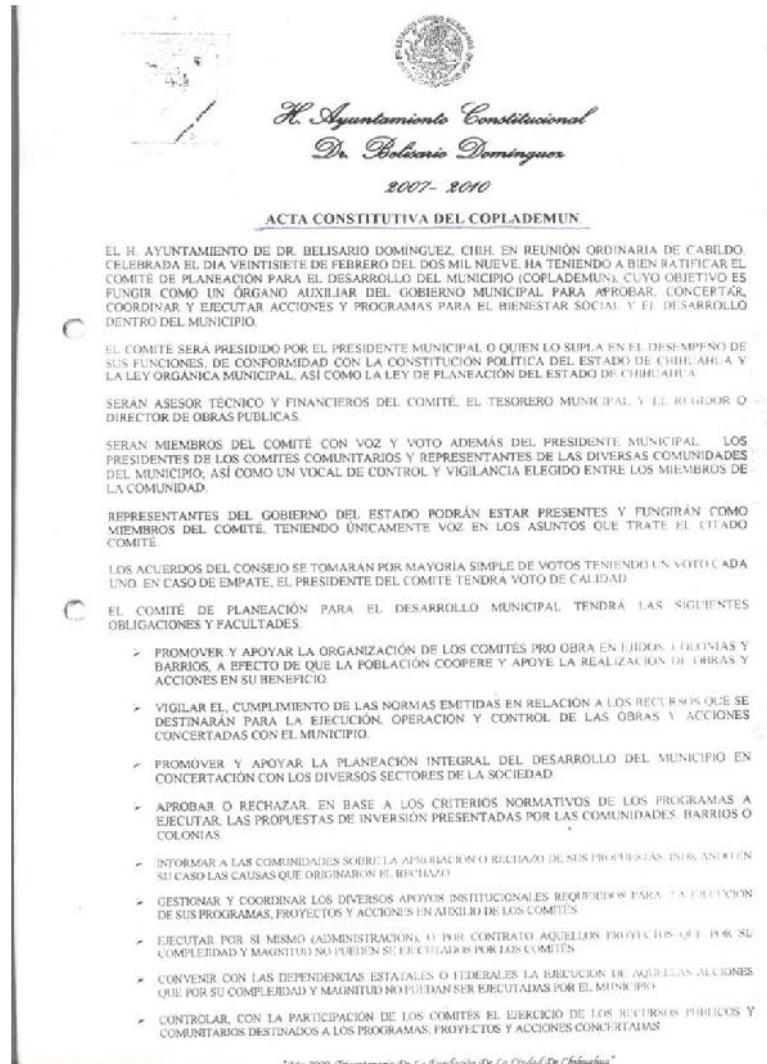 H. Ayuntamiento Constitucional
Dr. Belisario Domínguez
2007- 2010
ACTA CONSTITUTIVA DEL COPLADEMUN.
EL H. AYUNTAMIENTO DE DR. BELISARIO DOMÍNGUEZ, CHIH. EN REUNIÓN ORDINARIA DE CABILDO,
CELEBRADA EL DIA VEINTISIETE DE FEBRERO DEL DOS MIL NUEVE, HA TENIENDO A BIEN RATIFICAR EL
COMITÉ DE PLANEACIÓN PARA EL DESARROLLO DEL MUNICIPIO (COPLADEMUN), CUYO OBJETIVO ES
FUNGIR COMO UN ÓRGANO AUXILIAR DEL GOBIERNO MUNICIPAL PARA APROBAR, CONCERTAR,
COORDINAR Y EJECUTAR ACCIONES Y PROGRAMAS PARA EL BIENESTAR SOCIAL Y EL DESARROLLO
DENTRO DEL MUNICIPIO.
EL COMITÉ SERÁ PRESIDIDO POR EL PRESIDENTE MUNICIPAL O QUIEN LO SUPLA EN EL DESEMPEÑO DE
SUS FUNCIONES, DE CONFORMIDAD CON LA CONSTITUCIÓN POLÍTICA DEL ESTADO DE CHIHUAHUA Y
LA LEY ORGÁNICA MUNICIPAL, ASÍ COMO LA LEY DE PLANEACIÓN DEL ESTADO DE CHIHUAHUA
SERÁN ASESOR TÉCNICO Y FINANCIEROS DEL COMITÉ, EL TESORERO MUNICIPAL Y EL REGIDOR O
DIRECTOR DE OBRAS PUBLICAS.
SERAN MIEMBROS DEL COMITÉ CON VOZ Y VOTO ADEMÁS DEL PRESIDENTE MUNICIPAL LOS
PRESIDENTES DE LOS COMITÉS COMUNITARIOS Y REPRESENTANTES DE LAS DIVERSAS COMUNIDADES
DEL MUNICIPIO; ASÍ COMO UN VOCAL DE CONTROL Y VIGILANCIA ELEGIDO ENTRE LOS MIEMBROS DE
LA COMUNIDAD.
REPRESENTANTES DEL GOBIERNO DEL ESTADO PODRÁN ESTAR PRESENTES Y FUNGIRÁN COMO
MIEMBROS DEL COMITÉ, TENIENDO ÚNICAMENTE VOZ EN LOS ASUNTOS QUE TRATE EL CITADO
COMITÉ.
LOS ACUERDOS DEL CONSEJO SE TOMARAN POR MAYORÍA SIMPLE DE VOTOS TENIENDO UN VOTO CADA
UNO. EN CASO DE EMPATE, EL PRESIDENTE DEL COMITÉ TENDRA VOTO DE CALIDAD
EL COMITÉ DE PLANEACIÓN PARA EL DESARROLLO MUNICIPAL TENDRÁ LAS SIGUIENTES
OBLIGACIONES Y FACULTADES.
➢ PROMOVER Y APOYAR LA ORGANIZACIÓN DE LOS COMITÉS PRO OBRA EN EJIDOS, COLONIAS Y
BARRIOS, A EFECTO DE QUE LA POBLACIÓN COOPERE Y APOYE LA REALIZACIÓN DE OBRAS Y
ACCIONES EN SU BENEFICIO.
➢ VIGILAR EL, CUMPLIMIENTO DE LAS NORMAS EMITIDAS EN RELACIÓN A LOS RECURSOS QUE SE
DESTINARÁN PARA LA EJECUCIÓN, OPERACIÓN Y CONTROL DE LAS OBRAS Y ACCIONES
CONCERTADAS CON EL MUNICIPIO.
➢ PROMOVER Y APOYAR LA PLANEACIÓN INTEGRAL DEL DESARROLLO DEL MUNICIPIO EN
CONCERTACIÓN CON LOS DIVERSOS SECTORES DE LA SOCIEDAD.
➢ APROBAR O RECHAZAR, EN BASE A LOS CRITERIOS NORMATIVOS DE LOS PROGRAMAS A
EJECUTAR, LAS PROPUESTAS DE INVERSIÓN PRESENTADAS POR LAS COMUNIDADES, BARRIOS O
COLONIAS.
➢ INFORMAR A LAS COMUNIDADES SOBRE LA APROBACIÓN O RECHAZO DE SUS PROPUESTAS, INDICANDO EN
SU CASO LAS CAUSAS QUE ORIGINARON EL RECHAZO
➢ GESTIONAR Y COORDINAR LOS DIVERSOS APOYOS INSTITUCIONALES REQUERIDOS PARA LA EJECUCIÓN
DE SUS PROGRAMAS, PROYECTOS Y ACCIONES EN AUXILIO DE LOS COMITÉS
➢ EJECUTAR POR SI MISMO (ADMINISTRACIÓN), O POR CONTRATO AQUELLOS PROYECTOS QUE POR SU
COMPLEJIDAD Y MAGNITUD NO PUEDEN SE EJECUTADOS POR LOS COMITÉS.
➢ CONVENIR CON LAS DEPENDENCIAS ESTATALES O FEDERALES LA EJECUCIÓN DE AQUELLAS ACCIONES
QUE POR SU COMPLEJIDAD Y MAGNITUD NO PUEDAN SER EJECUTADAS POR EL MUNICIPIO
➢ CONTROLAR, CON LA PARTICIPACIÓN DE LOS COMITÉS EL EJERCICIO DE LOS RECURSOS PÚBLICOS Y
COMUNITARIOS DESTINADOS A LOS PROGRAMAS, PROYECTOS Y ACCIONES CONCERTADAS
"Año 2009, Tricentenario De La Fundación De La Ciudad De Chihuahua"